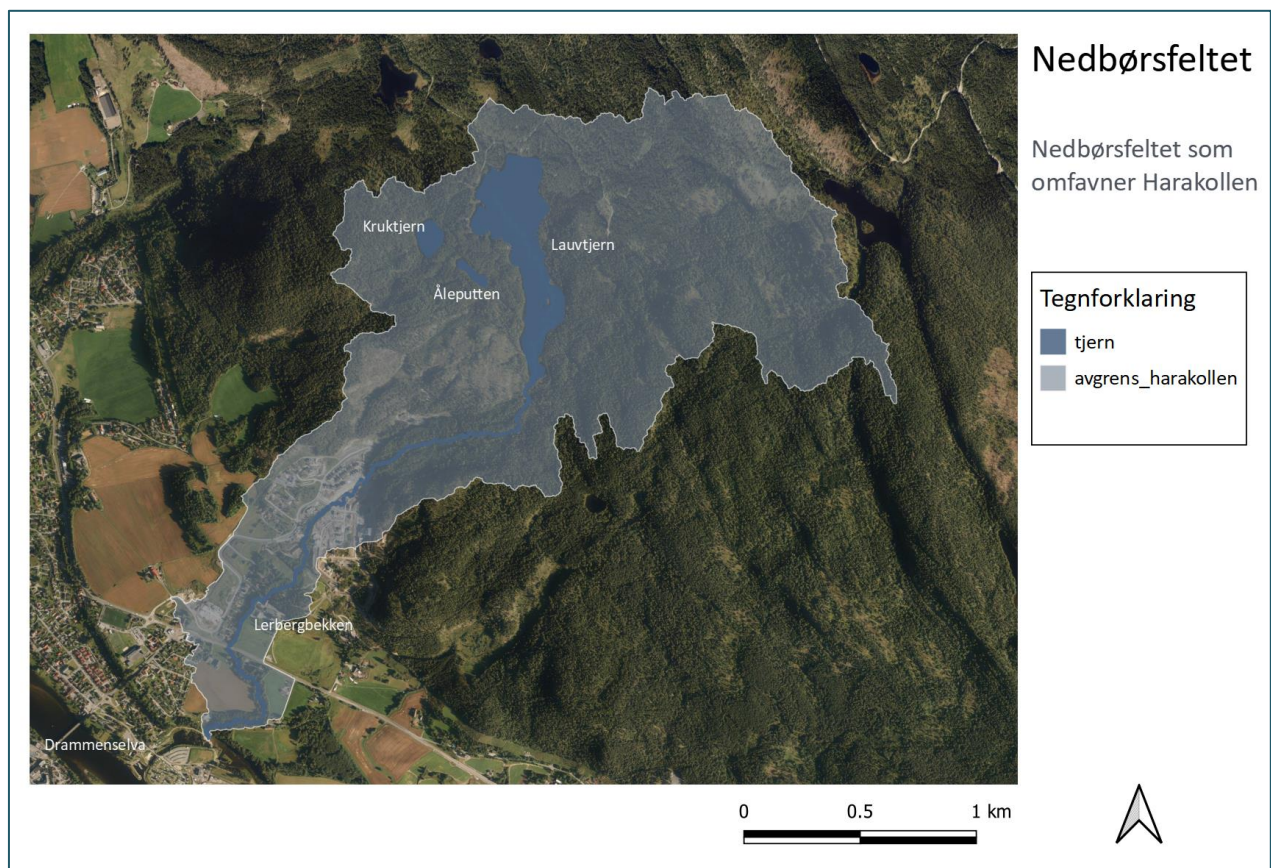 Nedbørsfeltet
Nedbørsfeltet som
omfavner Harakollen
Tegnforklaring
tjern
avgrens_harakollen
Kruktjern
Lauvtjern
Åleputten
Lerbergbekken
Drammenselva
0 0.5 1 km